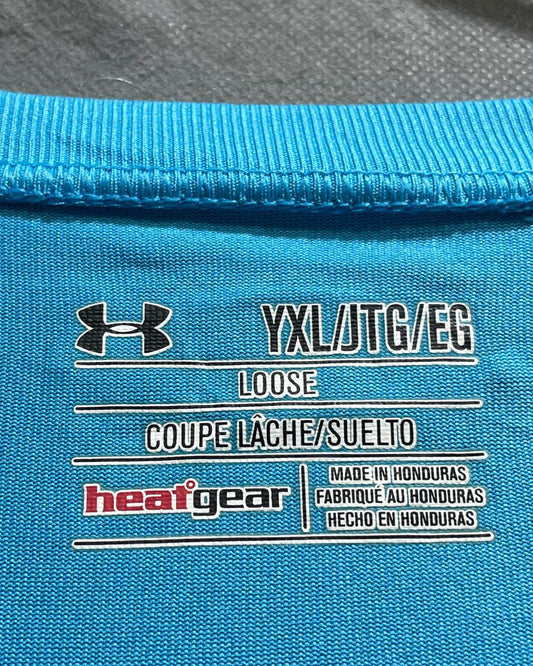 YXL/JTG/EG
LOOSE
COUPE LÂCHE/SUELTO
heatgear
MADE IN HONDURAS
FABRIQUÉ AU HONDURAS
HECHO EN HONDURAS